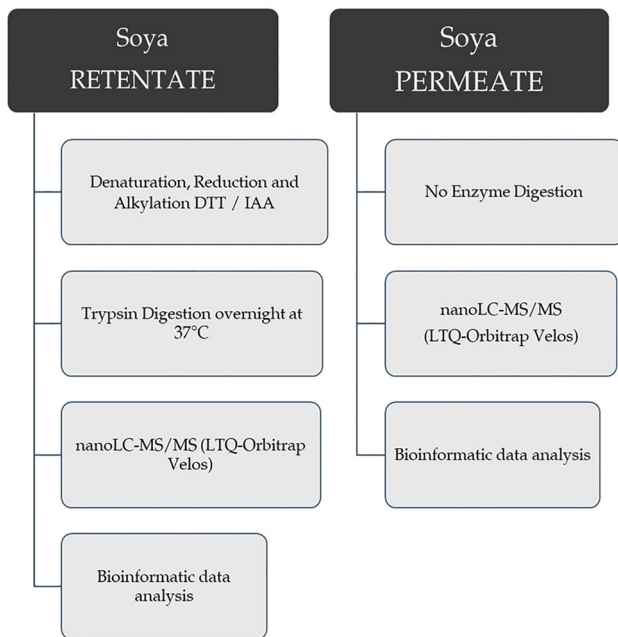 Soya
RETENTATE
Denaturation, Reduction and
Alkylation DTT / IAA
Trypsin Digestion overnight at
37°C
nanoLC-MS/MS (LTQ-Orbitrap
Velos)
Bioinformatic data
analysis
Soya
PERMEATE
No Enzyme Digestion
nanoLC-MS/MS
(LTQ-Orbitrap Velos)
Bioinformatic data analysis